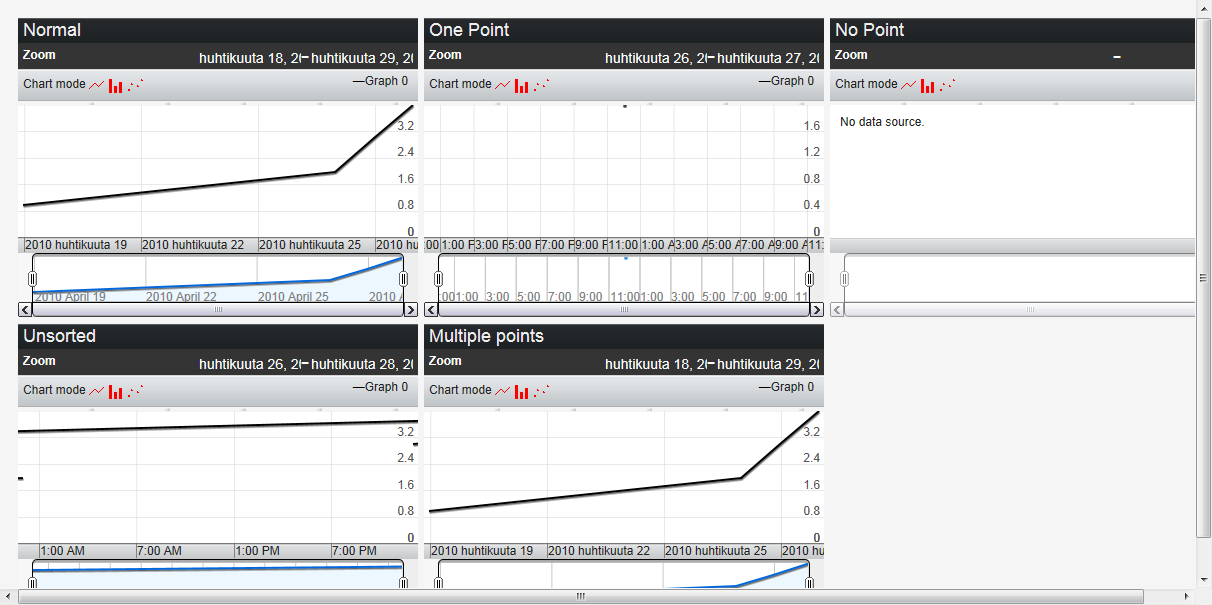 Normal
Zoom
huhtikuuta 18, 2(– huhtikuuta 29, 2(
Chart mode
Graph 0
3.2
2.4
1.6
0.8
0
2010 huhtikuuta 19 2010 huhtikuuta 22 2010 huhtikuuta 25 2010 hu
2010 April 19 2010 April 22 2010 April 25 2010 A
One Point
Zoom
huhtikuuta 26, 2(– huhtikuuta 27, 2(
Chart mode
Graph 0
1.6
1.2
0.8
0.4
0
:00 1:00 P 3:00 P 5:00 P 7:00 P 9:00 P 11:00 1:00 A 3:00 A 5:00 A 7:00 A 9:00 A 11:
:00 1:00 3:00 5:00 7:00 9:00 11:00 1:00 3:00 5:00 7:00 9:00 11
No Point
Zoom
–
Chart mode
No data source.
Unsorted
Zoom
huhtikuuta 26, 2(– huhtikuuta 28, 2(
Chart mode
Graph 0
3.2
2.4
1.6
0.8
0
1:00 AM 7:00 AM 1:00 PM 7:00 PM
Multiple points
Zoom
huhtikuuta 18, 2(– huhtikuuta 29, 2(
Chart mode
Graph 0
3.2
2.4
1.6
0.8
0
2010 huhtikuuta 19 2010 huhtikuuta 22 2010 huhtikuuta 25 2010 hu